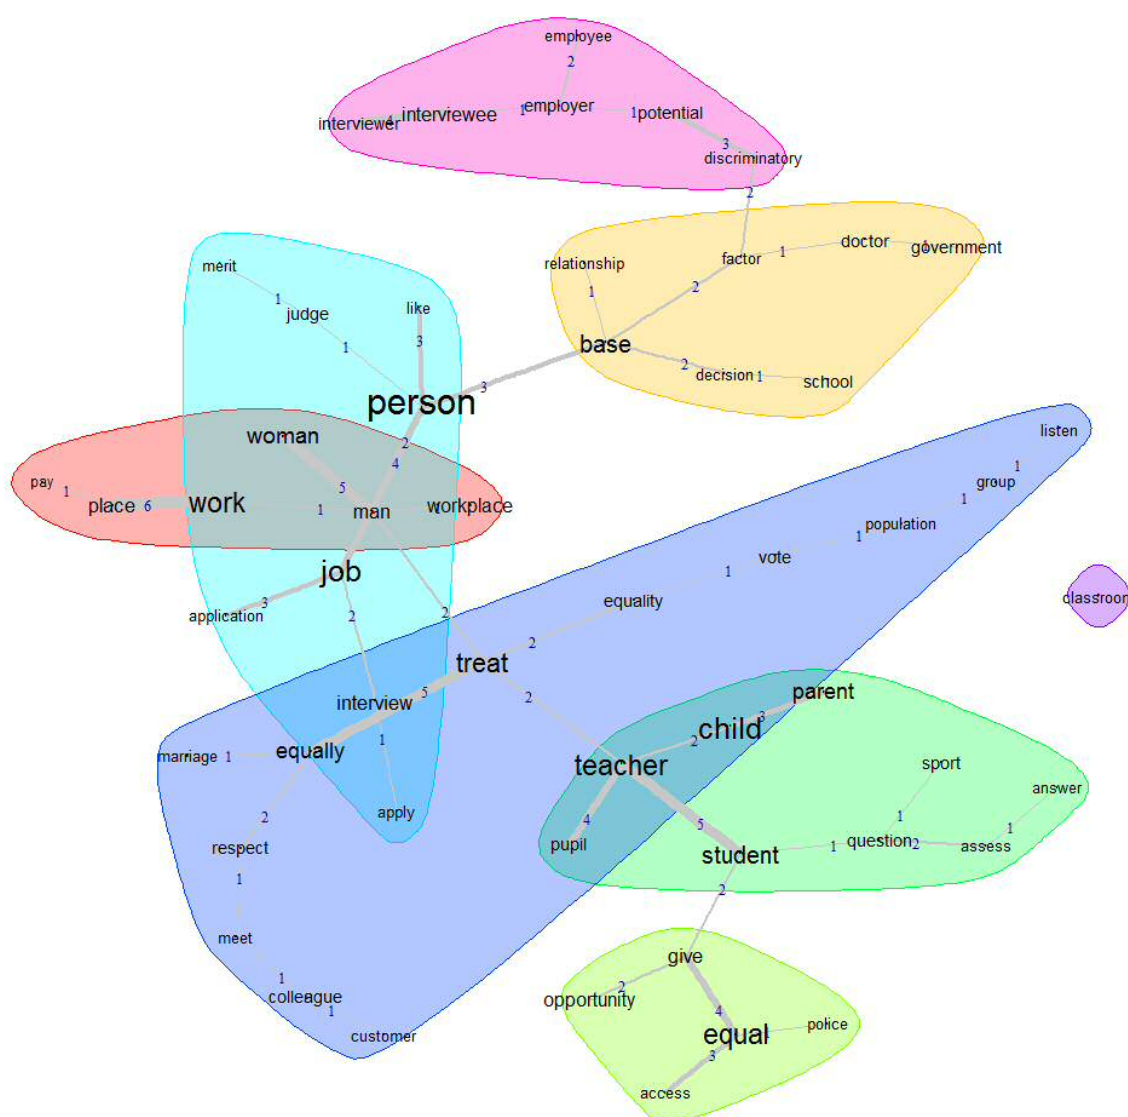 employee
2
interviewer 4 interviewee 1 employer 1 potential
3
discriminatory
2
relationship factor 1 doctor 1 government
merit
1 2
1 like
judge
1 3 base 2 decision 1 school
3
person
2
woman 4 listen
pay 1 place 6 work 5 1 man workplace 1 group
1 population
1 vote
job 1
application 3 2 2 equality classroom
2
treat
interview 5 2 parent
marriage 1 equally 1 child 3
2
teacher sport
apply 4 5 answer
2 1 1
respect pupil student 1 question 2 assess
1 2
meet give
1 2
colleague opportunity 4
1 equal police
customer 3
access